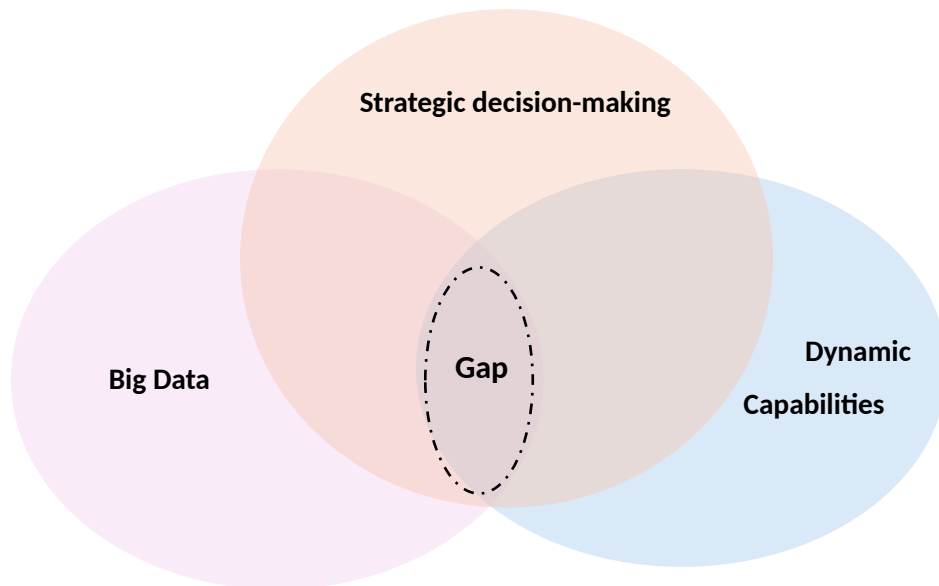 Strategic decision-making
Dynamic
Gap
Big Data
Capabilities